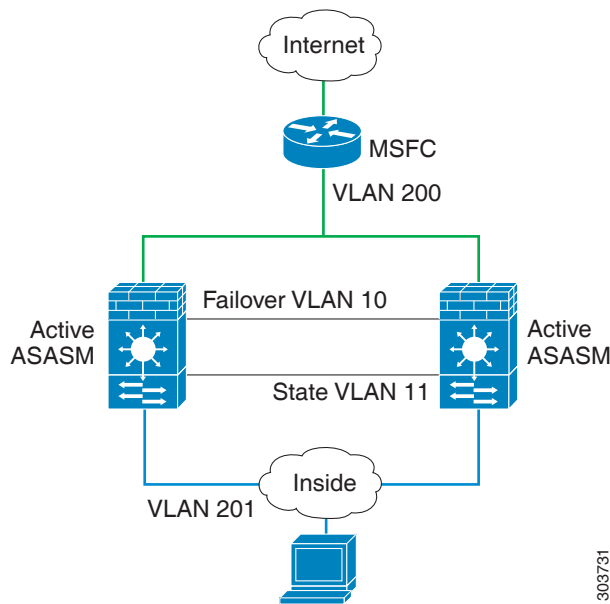 Internet
MSFC
VLAN 200
Failover VLAN 10
Active
ASASM
Active
ASASM
State VLAN 11
Inside
VLAN 201
303731